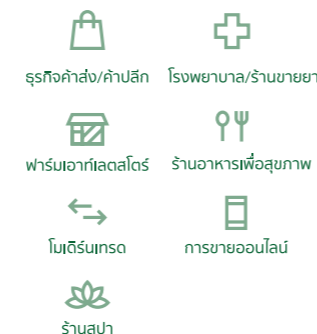 ธุรกิจค้าส่ง/ค้าปลีก
โรงพยาบาล/ร้านขายยา
ฟาร์มเอาท์เลตสโตร์
ร้านอาหารเพื่อสุขภาพ
โมเดิร์นเทรด
การขายออนไลน์
ร้านสปา